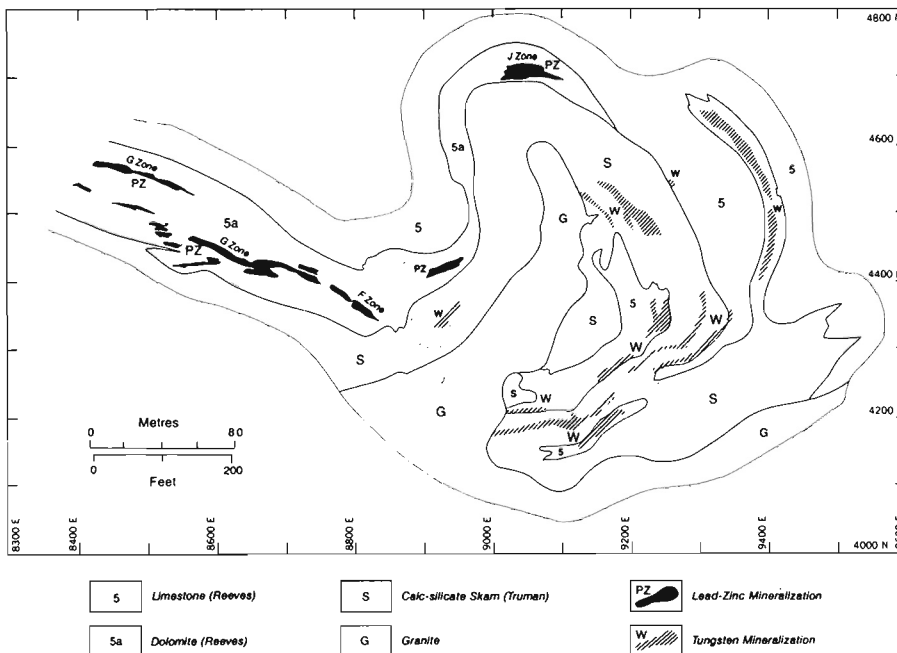 4800 N
J Zone
PZ
4600
G Zone
PZ
5a
S
5
W
5
5a
G
5
W
W
G Zone
PZ
PZ
4400
F Zone
5
W
S
W
W
S
S
W
S
G
4200
Metres
0 80
0 200
Feet
W
5
G
8300 E
8400 E
8600 E
8800 E
9000 E
9200 E
9400 E
4000 N
5 Limestone (Reeves)
S Calc-silicate Skarn (Truman)
PZ Lead-Zinc Mineralization
5a Dolomite (Reeves)
G Granite
W Tungsten Mineralization